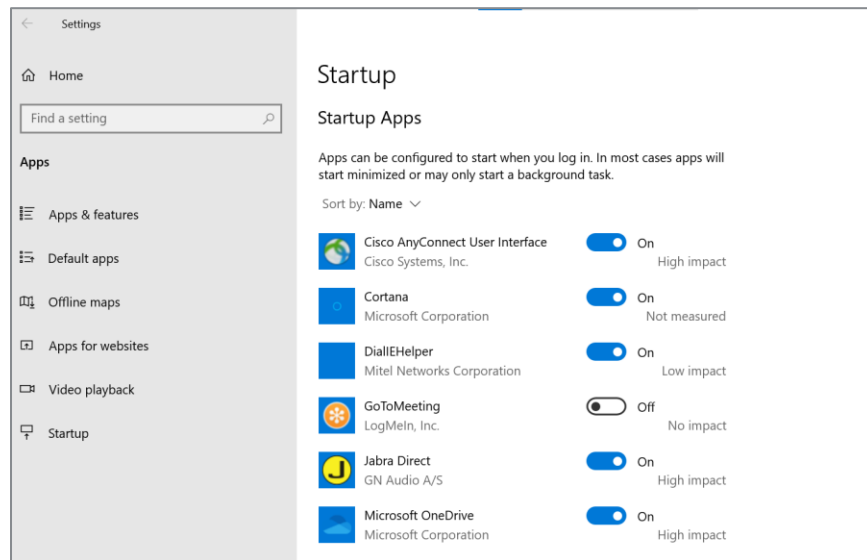 Settings
Home
Find a setting
Apps
Apps & features
Default apps
Offline maps
Apps for websites
Video playback
Startup
Startup
Startup Apps
Apps can be configured to start when you log in. In most cases apps will
start minimized or may only start a background task.
Sort by: Name
Cisco AnyConnect User Interface On
Cisco Systems, Inc. High impact
Cortana On
Microsoft Corporation Not measured
DialIEHelper On
Mitel Networks Corporation Low impact
GoToMeeting Off
LogMeIn, Inc. No impact
Jabra Direct On
GN Audio A/S High impact
Microsoft OneDrive On
Microsoft Corporation High impact